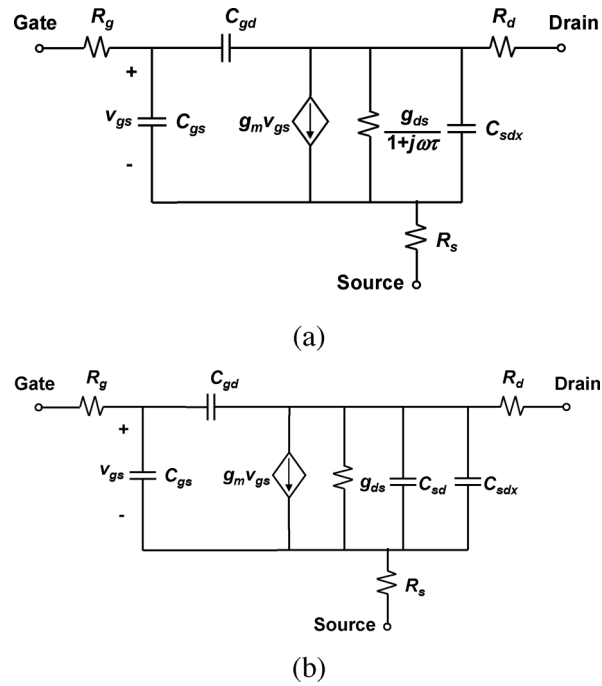 Gate R_g C_gd R_d Drain
+
v_gs C_gs g_m v_gs g_ds / 1+jωτ C_sdx
-
R_s
Source
(a)
Gate R_g C_gd R_d Drain
+
v_gs C_gs g_m v_gs g_ds C_sd C_sdx
-
R_s
Source
(b)